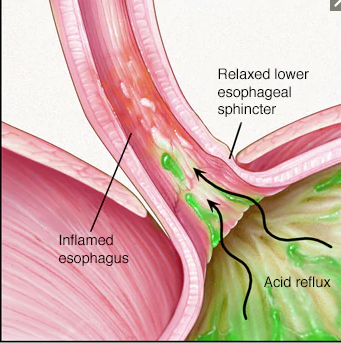 Relaxed lower
esophageal
sphincter
Inflamed
esophagus
Acid reflux